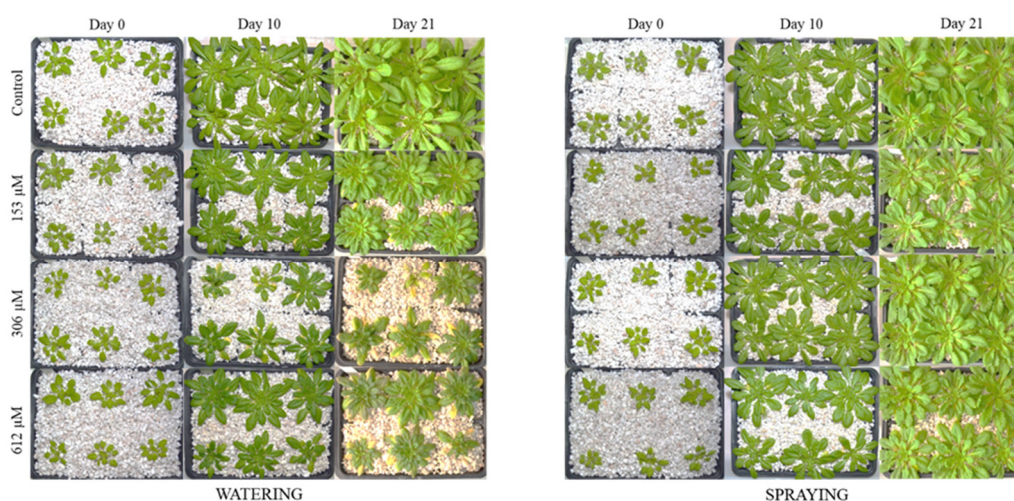 Day 0 Day 10 Day 21 Day 0 Day 10 Day 21
Control
153 µM
306 µM
612 µM
WATERING SPRAYING